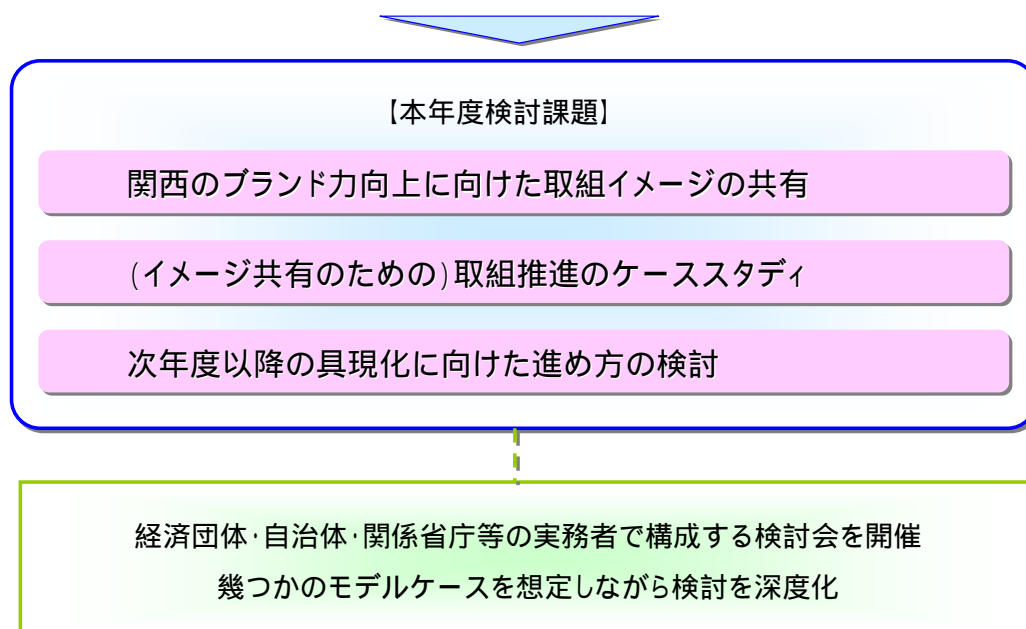 【本年度検討課題】
関西のブランド力向上に向けた取組イメージの共有
(イメージ共有のための)取組推進のケーススタディ
次年度以降の具現化に向けた進め方の検討
経済団体・自治体・関係省庁等の実務者で構成する検討会を開催
幾つかのモデルケースを想定しながら検討を深度化